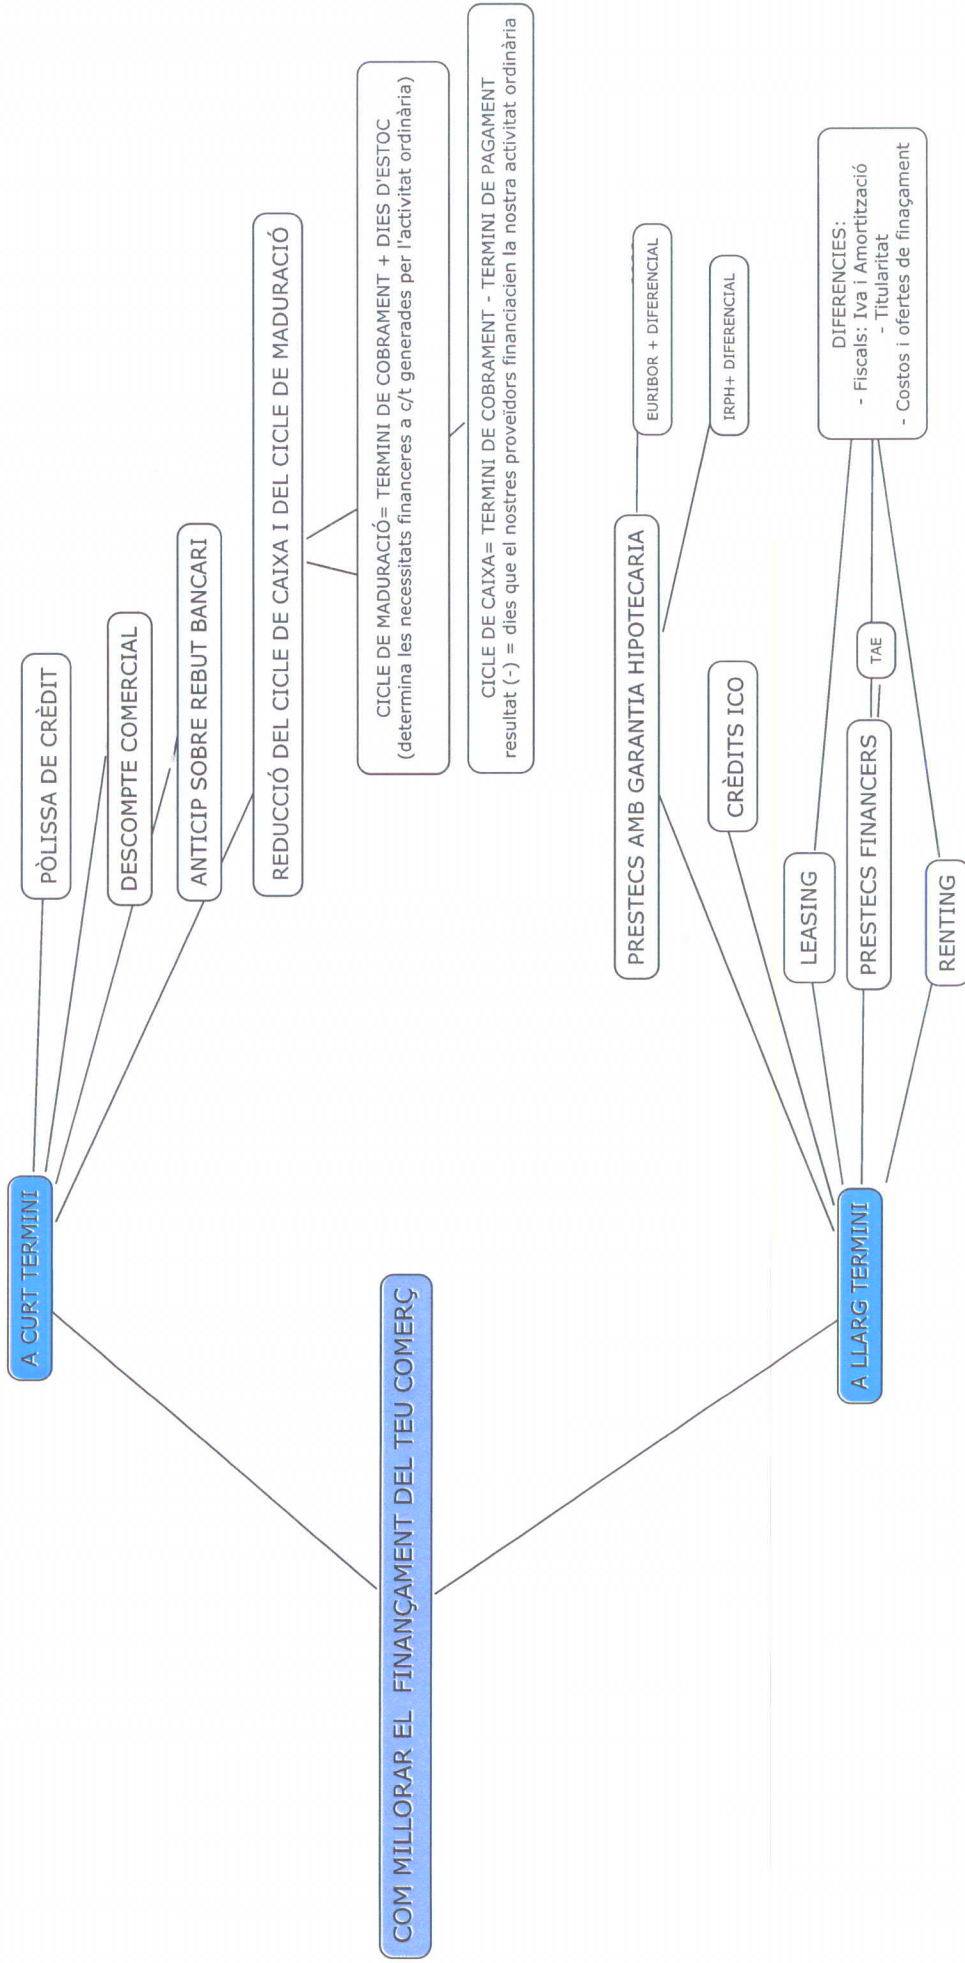 COM MILLORAR EL FINANÇAMENT DEL TEU COMERÇ
A CURT TERMINI
PÒLISSA DE CRÈDIT
DESCOMPTE COMERCIAL
ANTICIP SOBRE REBUT BANCARI
REDUCCIÓ DEL CICLE DE CAIXA I DEL CICLE DE MADURACIÓ
CICLE DE MADURACIÓ= TERMINI DE COBRAMENT + DIES D'ESTOC
(determina les necessitats financeres a c/t generades per l'activitat ordinària)
CICLE DE CAIXA= TERMINI DE COBRAMENT - TERMINI DE PAGAMENT
resultat (-) = dies que el nostres proveïdors financiacien la nostra activitat ordinària
A LLARG TERMINI
PRESTECS AMB GARANTIA HIPOTECARIA
EURIBOR + DIFERENCIAL
IRPH+ DIFERENCIAL
CRÈDITS ICO
LEASING
PRESTECS FINANCERS
TAE
RENTING
DIFERENCIES:
- Fiscals: Iva i Amortització
- Titularitat
- Costos i ofertes de finaçament